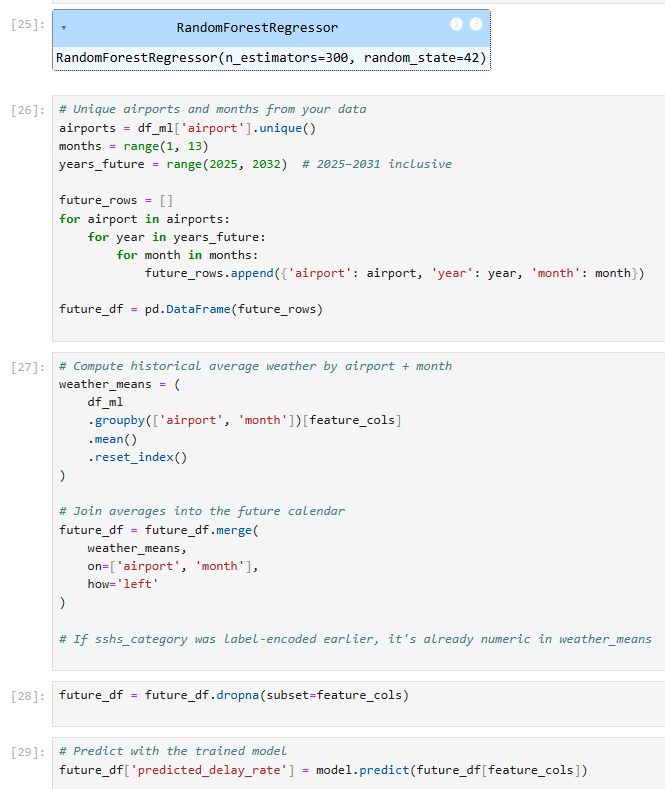 [25]:
RandomForestRegressor
i ?
RandomForestRegressor(n_estimators=300, random_state=42)
[26]:
# Unique airports and months from your data
airports = df_ml['airport'].unique()
months = range(1, 13)
years_future = range(2025, 2032)  # 2025–2031 inclusive

future_rows = []
for airport in airports:
    for year in years_future:
        for month in months:
            future_rows.append({'airport': airport, 'year': year, 'month': month})

future_df = pd.DataFrame(future_rows)
[27]:
# Compute historical average weather by airport + month
weather_means = (
    df_ml
    .groupby(['airport', 'month'])[feature_cols]
    .mean()
    .reset_index()
)

# Join averages into the future calendar
future_df = future_df.merge(
    weather_means,
    on=['airport', 'month'],
    how='left'
)

# If sshs_category was label-encoded earlier, it's already numeric in weather_means
[28]:
future_df = future_df.dropna(subset=feature_cols)
[29]:
# Predict with the trained model
future_df['predicted_delay_rate'] = model.predict(future_df[feature_cols])